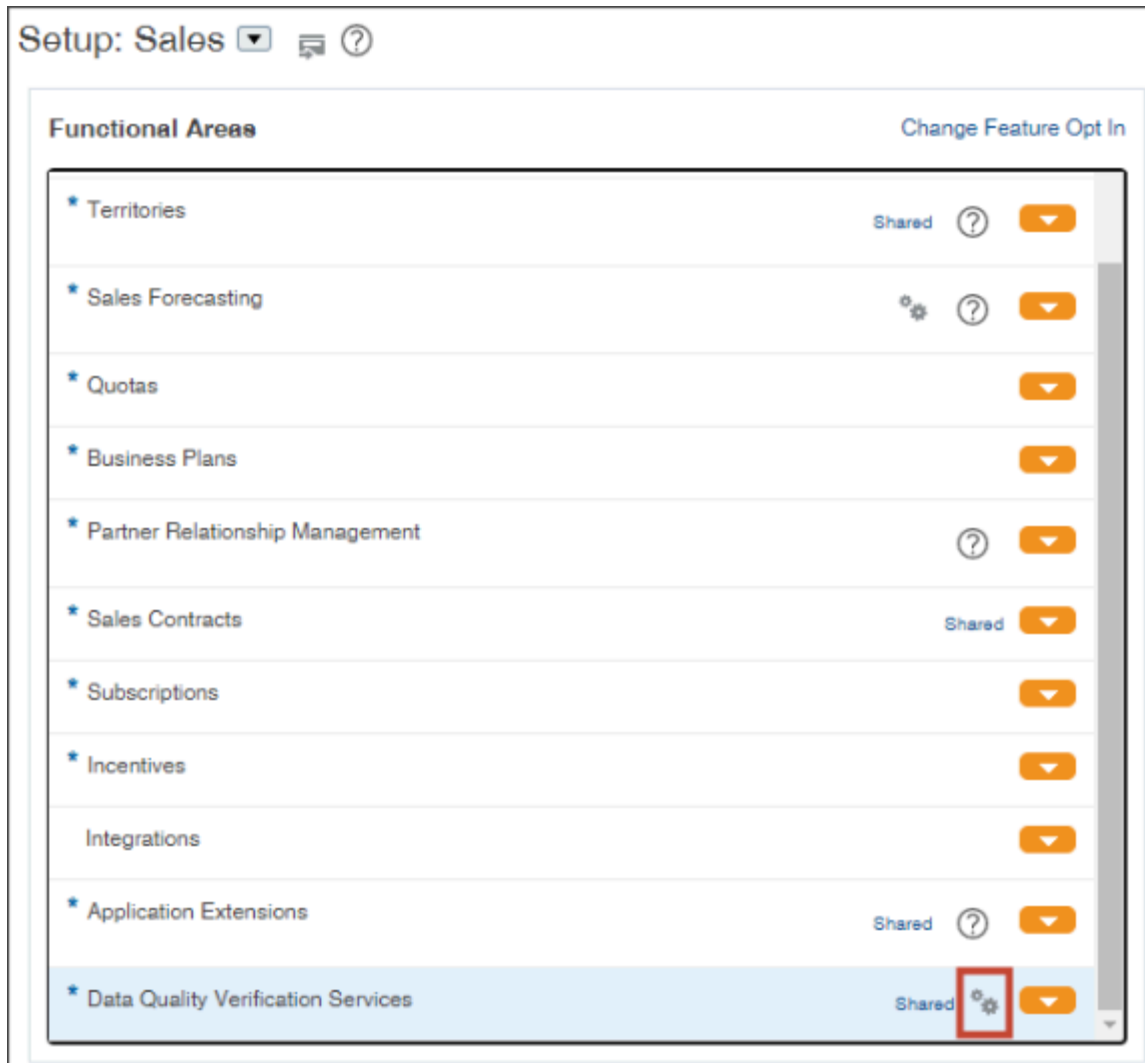 Setup: Sales
Functional Areas Change Feature Opt In
* Territories Shared
* Sales Forecasting
* Quotas
* Business Plans
* Partner Relationship Management
* Sales Contracts Shared
* Subscriptions
* Incentives
Integrations
* Application Extensions Shared
* Data Quality Verification Services Shared